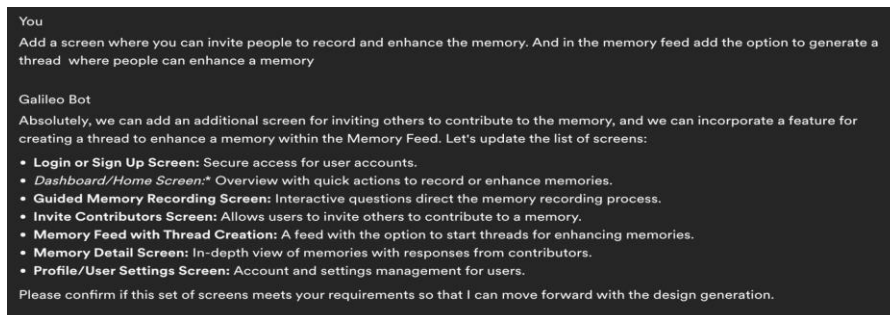 You
Add a screen where you can invite people to record and enhance the memory. And in the memory feed add the option to generate a
thread where people can enhance a memory
Galileo Bot
Absolutely, we can add an additional screen for inviting others to contribute to the memory, and we can incorporate a feature for
creating a thread to enhance a memory within the Memory Feed. Let's update the list of screens:
• Login or Sign Up Screen: Secure access for user accounts.
• Dashboard/Home Screen:* Overview with quick actions to record or enhance memories.
• Guided Memory Recording Screen: Interactive questions direct the memory recording process.
• Invite Contributors Screen: Allows users to invite others to contribute to a memory.
• Memory Feed with Thread Creation: A feed with the option to start threads for enhancing memories.
• Memory Detail Screen: In-depth view of memories with responses from contributors.
• Profile/User Settings Screen: Account and settings management for users.
Please confirm if this set of screens meets your requirements so that I can move forward with the design generation.